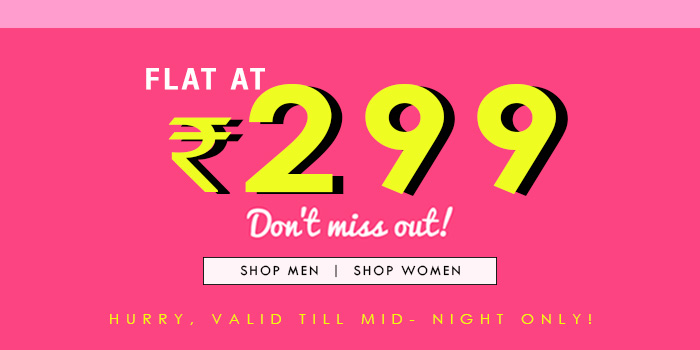 FLAT AT
₹299
Don't miss out!
SHOP MEN | SHOP WOMEN
HURRY, VALID TILL MID- NIGHT ONLY!